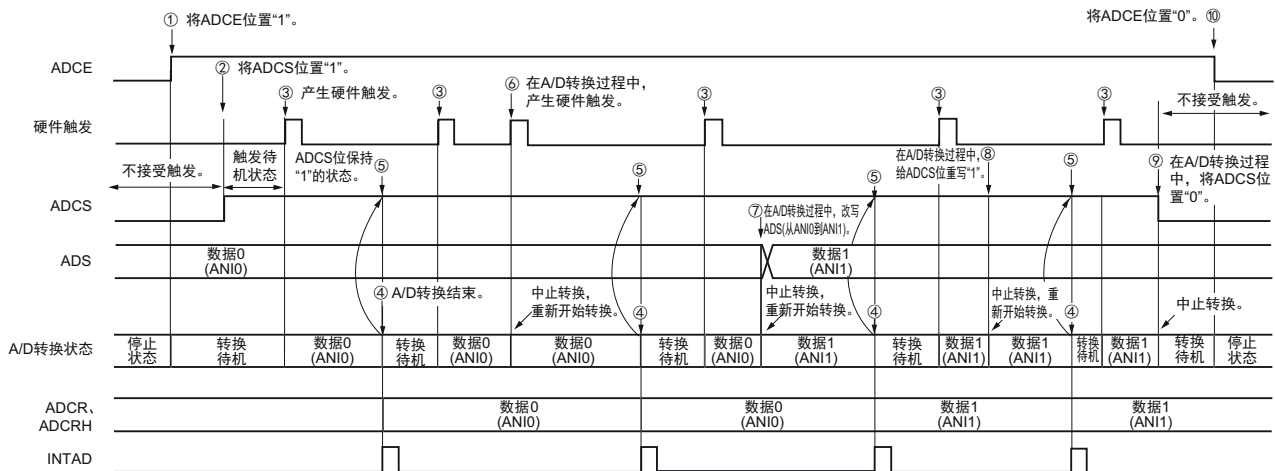 ① 将ADCE位置“1”。
将ADCE位置“0”。⑩
ADCE
② 将ADCS位置“1”。
③ 产生硬件触发。
③
⑥ 在A/D转换过程中，
产生硬件触发。
③
③
③
不接受触发。
硬件触发
不接受触发。
触发待
机状态
ADCS位保持
“1”的状态。
⑤
⑤
⑤
在A/D转换过程中，⑧
给ADCS位重写“1”。
⑤
⑨ 在A/D转换过程
中，将ADCS位
置“0”。
ADCS
⑦在A/D转换过程中，改写
ADS(从ANI0到ANI1)。
ADS
数据0
(ANI0)
数据1
(ANI1)
④ A/D转换结束。
中止转换，
重新开始转换。
④
中止转换，
重新开始转换。
④
中止转换，重
新开始转换。
④
中止转换。
A/D转换状态
停止
状态
转换
待机
数据0
(ANI0)
转换
待机
数据0
(ANI0)
数据0
(ANI0)
转换
待机
数据0
(ANI0)
数据1
(ANI1)
转换
待机
数据1
(ANI1)
数据1
(ANI1)
转换
待机
数据1
(ANI1)
转换
待机
停止
状态
ADCR、
ADCRH
数据0
(ANI0)
数据0
(ANI0)
数据1
(ANI1)
数据1
(ANI1)
INTAD